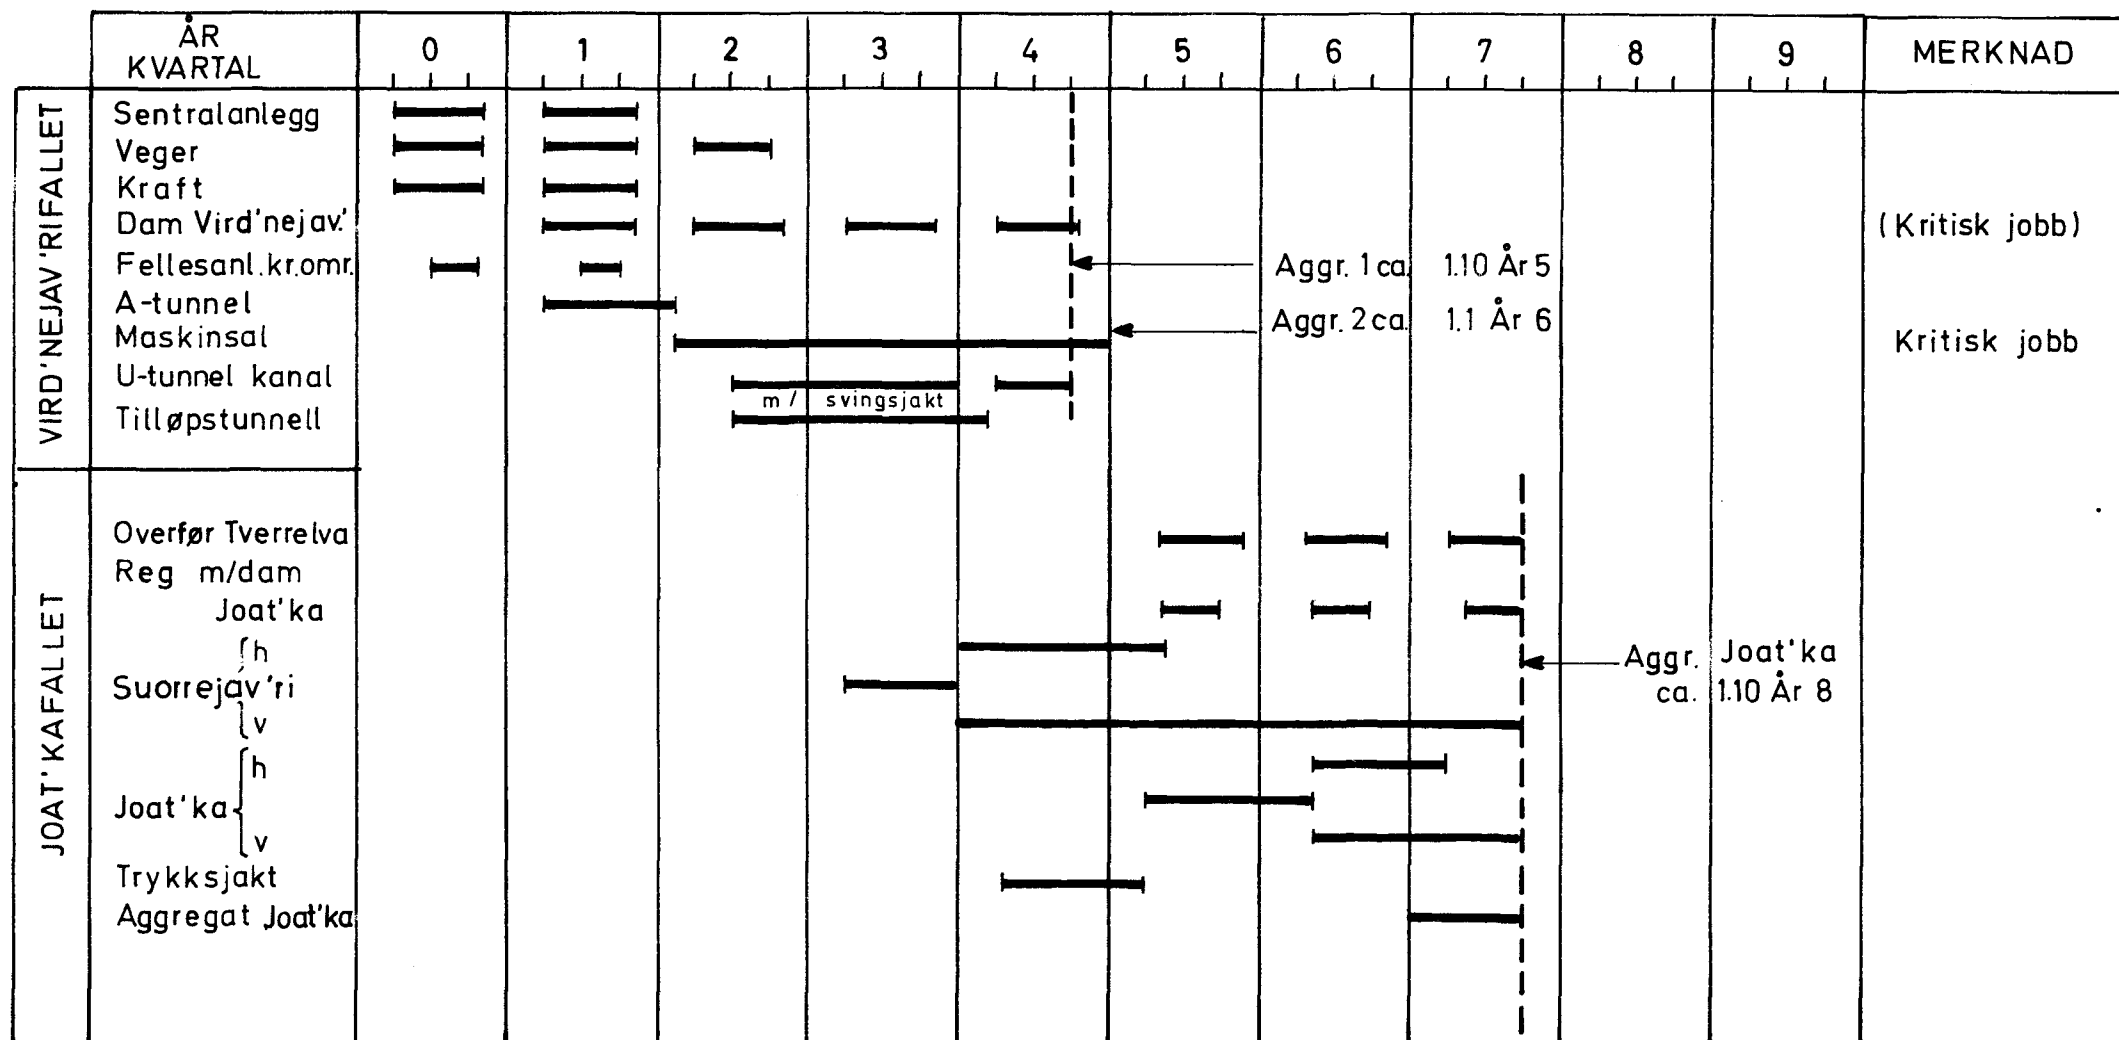 ÅR 0 1 2 3 4 5 6 7 8 9 MERKNAD
KVARTAL
VIRD'NEJAV'RIFALLET
Sentralanlegg
Veger
Kraft
Dam Vird'nejav.' (Kritisk jobb)
Fellesanl.kr.omr. Aggr. 1 ca. 1.10 År 5
A-tunnel Aggr. 2 ca. 1.1 År 6
Maskinsal Kritisk jobb
U-tunnel kanal
m/ svingsjakt
Tilløpstunnell
JOAT'KAFALLET
Overfør Tverrelva
Reg m/dam
Joat'ka
h Aggr. Joat'ka
Suorrejav'ri ca. 1.10 År 8
v
h
Joat'ka
v
Trykksjakt
Aggregat Joat'ka